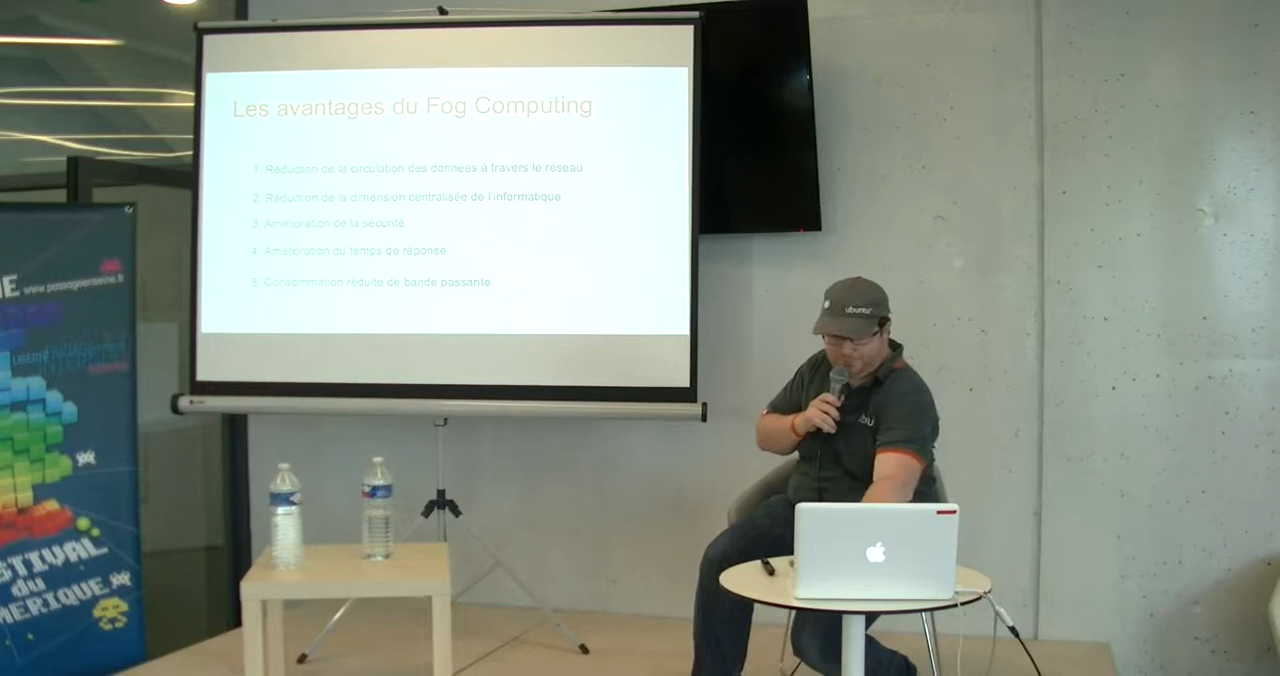 Les avantages du Fog Computing
1. Réduction de la circulation des données à travers le réseau
2. Réduction de la dimension centralisée de l'informatique
3. Amélioration de la sécurité
4. Amélioration du temps de réponse
5. Consommation réduite de bande passante
www.passageenseine.fr
STIVAL
du
MERIQUE
ubuntu